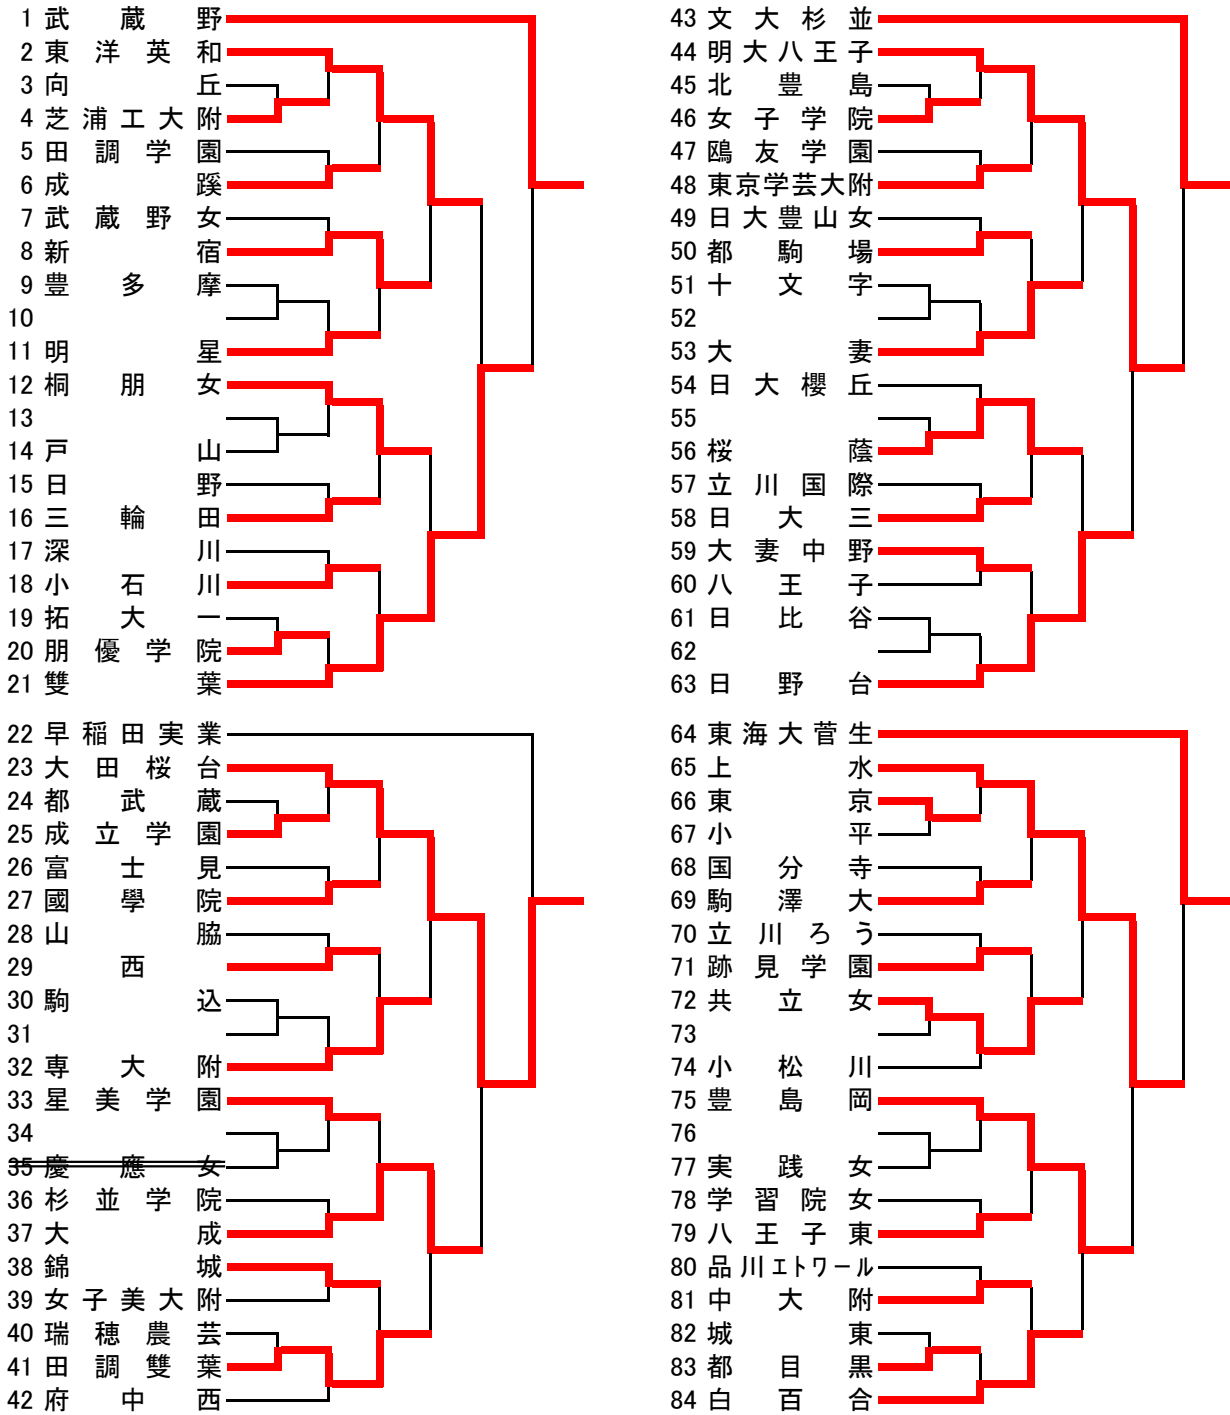 1 武蔵野
2 東洋英和
3 向丘
4 芝浦工大附
5 田調学園
6 成蹊
7 武蔵野女
8 新宿
9 豊多摩
10
11 明星
12 桐朋女
13
14 戸山
15 日野
16 三輪田
17 深川
18 小石川
19 拓大一
20 朋優学院
21 雙葉
22 早稲田実業
23 大田桜台
24 都武蔵
25 成立学園
26 富士見
27 國學院
28 山脇
29 西
30 駒込
31
32 専大附
33 星美学園
34
35 慶應女
36 杉並学院
37 大成
38 錦城
39 女子美大附
40 瑞穂農芸
41 田調雙葉
42 府中西
43 文大杉並
44 明大八王子
45 北豊島
46 女子学院
47 鴎友学園
48 東京学芸大附
49 日大豊山女
50 都駒場
51 十文字
52
53 大妻
54 日大櫻丘
55
56 桜蔭
57 立川国際
58 日大三
59 大妻中野
60 八王子
61 日比谷
62
63 日野台
64 東海大菅生
65 上水
66 東京
67 小平
68 国分寺
69 駒澤大
70 立川ろう
71 跡見学園
72 共立女
73
74 小松川
75 豊島岡
76
77 実践女
78 学習院女
79 八王子東
80 品川エトワール
81 中大附
82 城東
83 都目黒
84 白百合